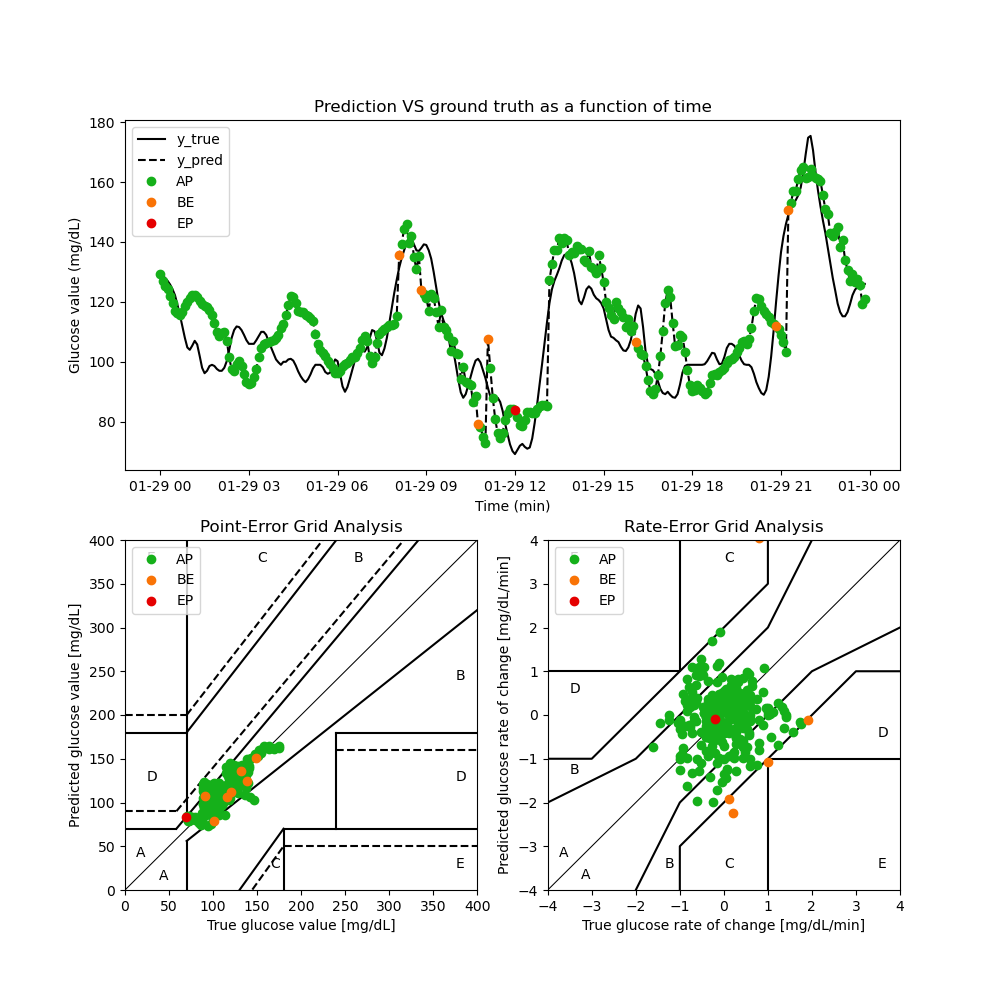 Prediction VS ground truth as a function of time
Glucose value (mg/dL)
180
160
140
120
100
80
y_true
y_pred
AP
BE
EP
01-29 00 01-29 03 01-29 06 01-29 09 01-29 12 01-29 15 01-29 18 01-29 21 01-30 00
Time (min)
Point-Error Grid Analysis
Predicted glucose value [mg/dL]
400
350
300
250
200
150
100
50
0
AP
BE
EP
C B
B
D D
A
A C E
0 50 100 150 200 250 300 350 400
True glucose value [mg/dL]
Rate-Error Grid Analysis
Predicted glucose rate of change [mg/dL/min]
4
3
2
1
0
−1
−2
−3
−4
AP
BE
EP
C
D
D
B
A
A B C E
−4 −3 −2 −1 0 1 2 3 4
True glucose rate of change [mg/dL/min]